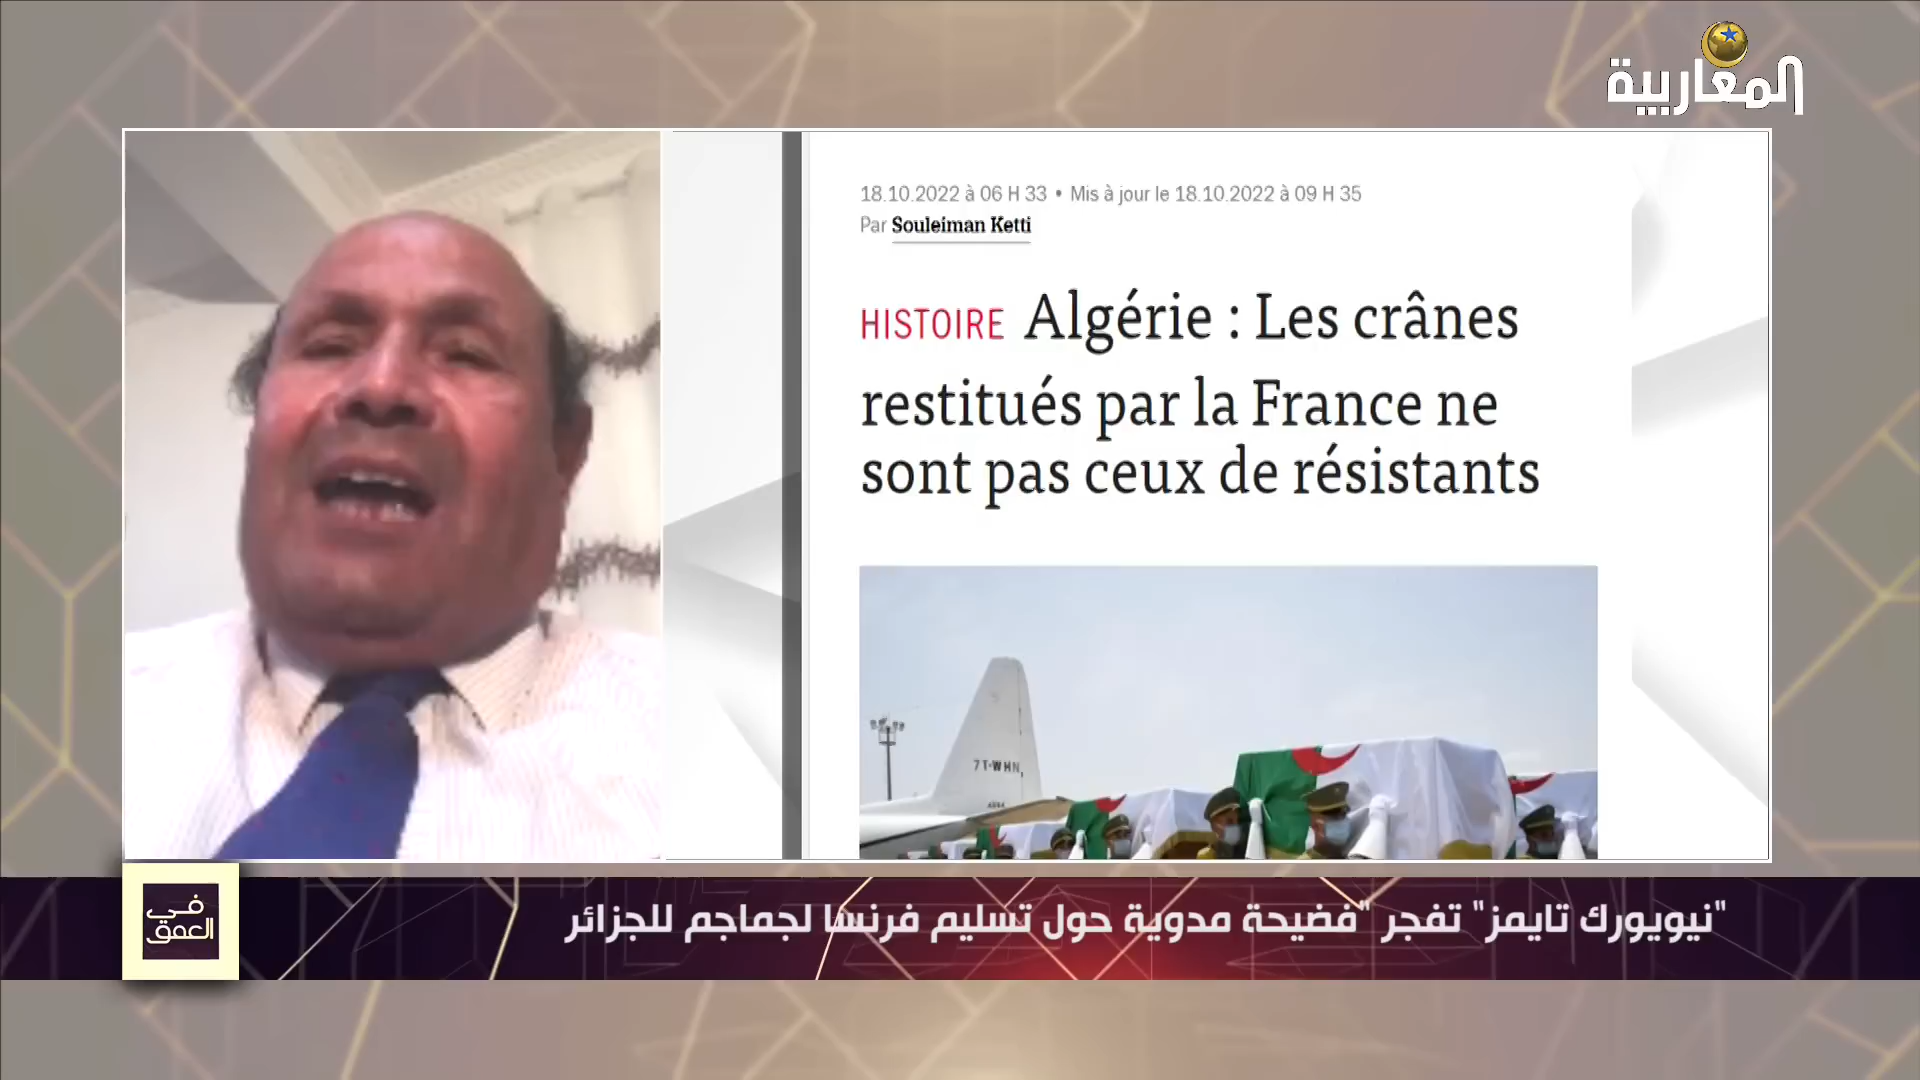 المغاربية
18.10.2022 à 06 H 33 • Mis à jour le 18.10.2022 à 09 H 35
Par Souleiman Ketti
HISTOIRE Algérie : Les crânes
restitués par la France ne
sont pas ceux de résistants
7T-WHN
"نيويورك تايمز" تفجر "فضيحة مدوية حول تسليم فرنسا لجماجم للجزائر
في
العمق